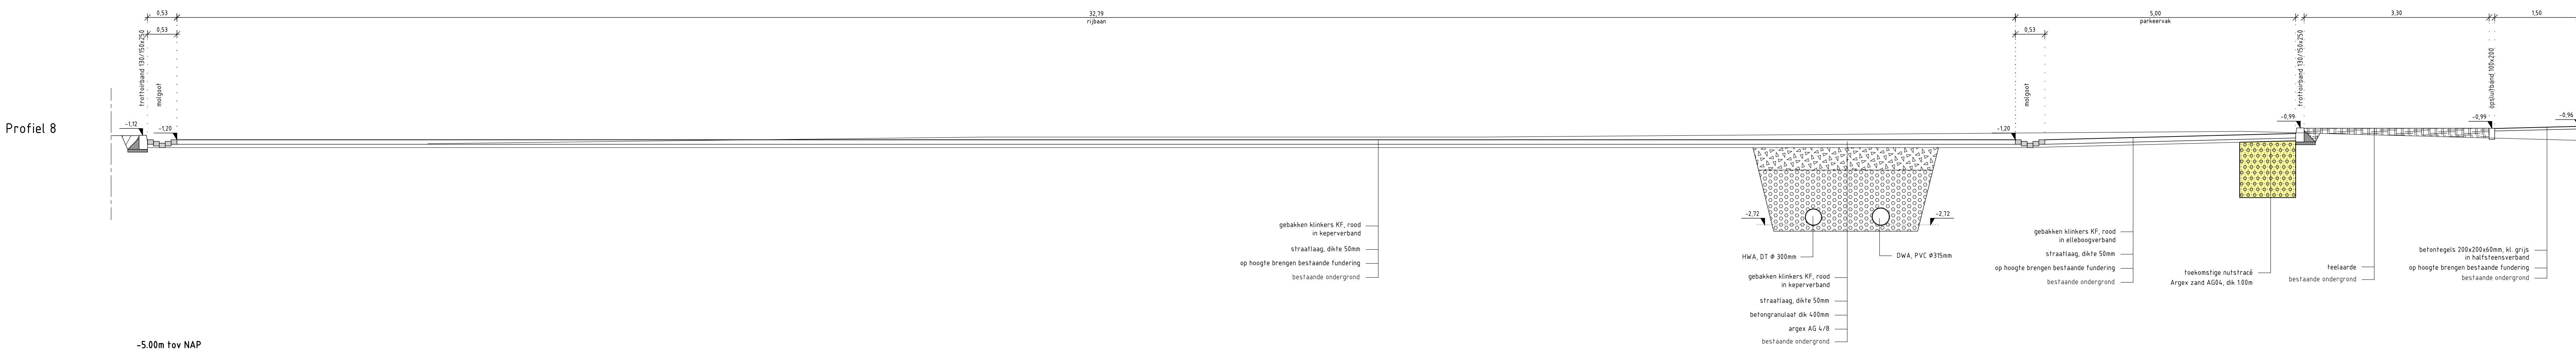 0,53
32,79
rijbaan
5,00
parkeervak
3,30
1,50
0,53
0,53
trottoirband 130/150x250
molgoot
molgoot
trottoirband 130/150x250
opsluitband 100x200
Profiel 8
-1,12
-1,20
-1,20
-0,99
-0,99
-0,96
-2,72
-2,72
gebakken klinkers KF, rood
in keperverband
straatlaag, dikte 50mm
op hoogte brengen bestaande fundering
bestaande ondergrond
HWA, DT Ø 300mm
DWA, PVC Ø315mm
gebakken klinkers KF, rood
in keperverband
straatlaag, dikte 50mm
betongranulaat dik 400mm
argex AG 4/8
bestaande ondergrond
gebakken klinkers KF, rood
in elleboogverband
straatlaag, dikte 50mm
op hoogte brengen bestaande fundering
bestaande ondergrond
toekomstige nutstracé
Argex zand AG04, dik 1.00m
teelaarde
bestaande ondergrond
betontegels 200x200x60mm, kl. grijs
in halfsteensverband
op hoogte brengen bestaande fundering
bestaande ondergrond
-5.00m tov NAP